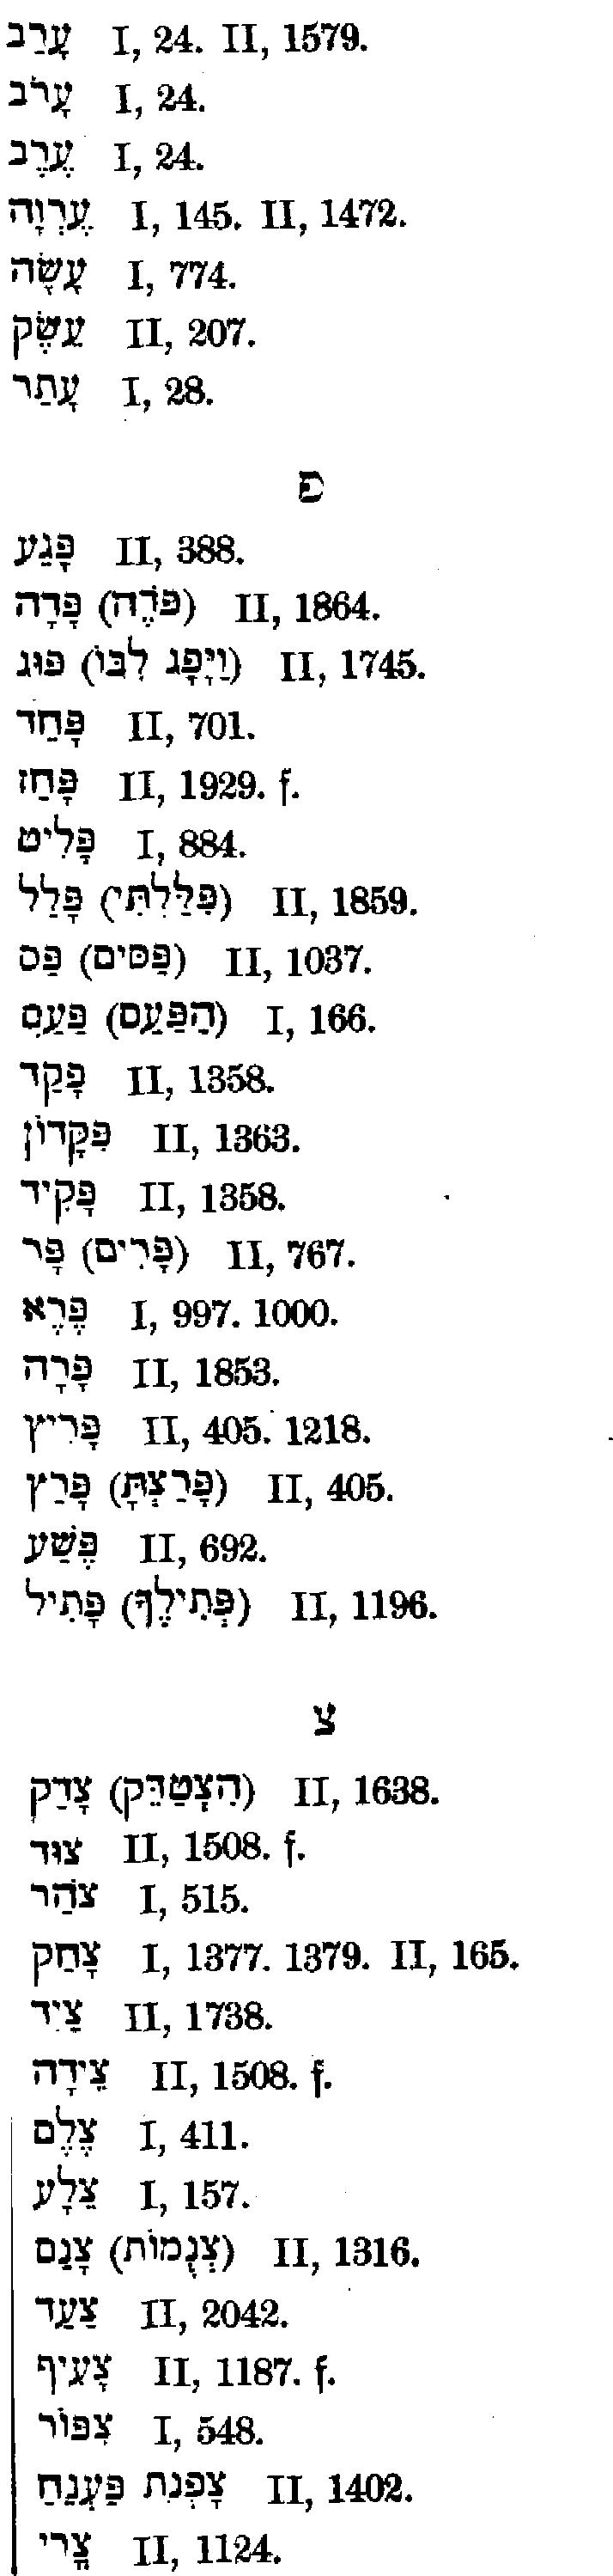 עָרַב I, 24. II, 1579.
עָרֹב I, 24.
עֶרֶב I, 24.
עֶרְוָה I, 145. II, 1472.
עָשָׂה I, 774.
עֵשֶׂק II, 207.
עָתַר I, 28.
פ
פָּגַע II, 388.
פָּדָה (פֹּדֶה) II, 1864.
פוּג (וַיָּפָג לִבּוֹ) II, 1745.
פָּחַד II, 701.
פָּחַז II, 1929. f.
פָּלִיט I, 884.
פָּלַל (פִּלַּלְתִּי) II, 1859.
פַּס (פַּסִּים) II, 1037.
פַּעַם (הַפַּעַם) I, 166.
פָּקַד II, 1358.
פִּקָּדוֹן II, 1363.
פָּקִיד II, 1358.
פָּר (פָּרִים) II, 767.
פֶּרֶא I, 997. 1000.
פָּרָה II, 1853.
פָּרִיץ II, 405. 1218.
פָּרַץ (פָּרַצְתָּ) II, 405.
פֶּשַׁע II, 692.
פָּתִיל (פְּתִילֶךָ) II, 1196.
צ
צָדַק (הִצְטַדֵּק) II, 1638.
צוּד II, 1508. f.
צֹהַר I, 515.
צָחַק I, 1377. 1379. II, 165.
צַיִד II, 1738.
צֵידָה II, 1508. f.
צֶלֶם I, 411.
צֵלָע I, 157.
צָנַם (צְנֻמוֹת) II, 1316.
צַעַד II, 2042.
צָעִיף II, 1187. f.
צִפּוֹר I, 548.
צָפְנַת פַּעְנֵחַ II, 1402.
צֳרִי II, 1124.